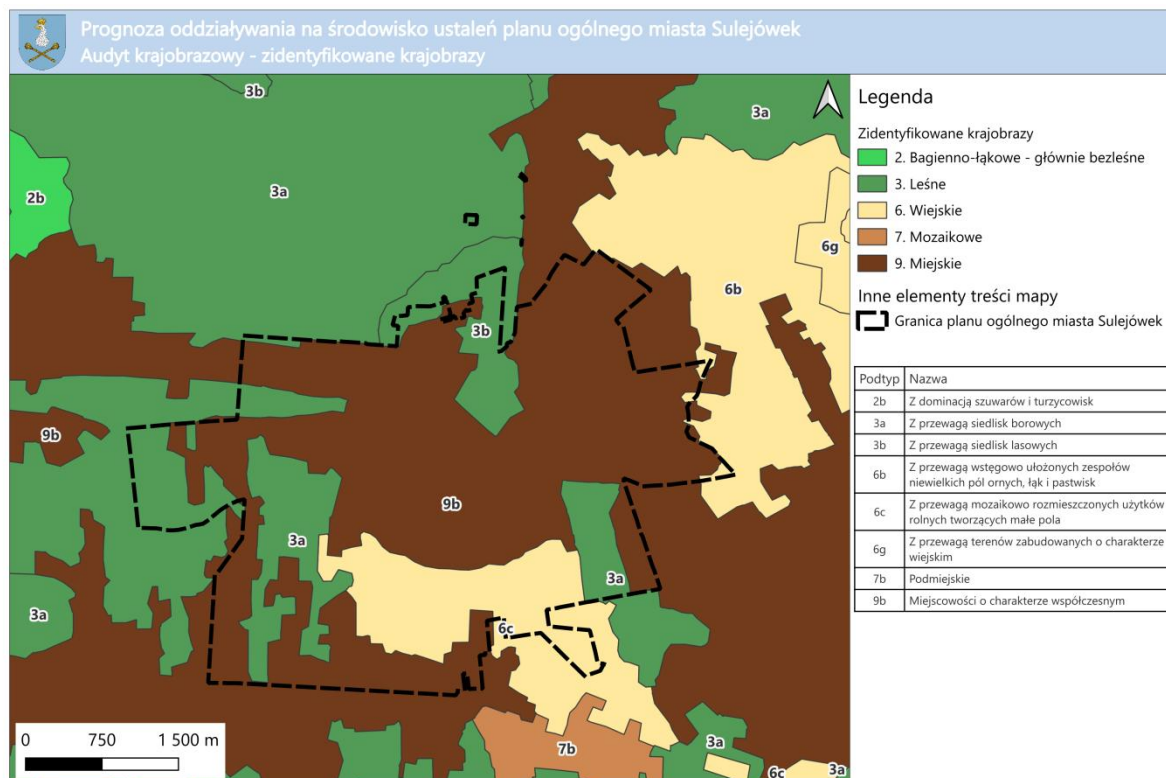 Prognoza oddziaływania na środowisko ustaleń planu ogólnego miasta Sulejówek
Audyt krajobrazowy - zidentyfikowane krajobrazy
3b
3a
3a
2b
6g
6b
3b
9b
9b
3a
3a
3a
6c
7b
3a
6c
3a
0 750 1 500 m
Legenda
Zidentyfikowane krajobrazy
2. Bagienno-łąkowe - głównie bezleśne
3. Leśne
6. Wiejskie
7. Mozaikowe
9. Miejskie
Inne elementy treści mapy
Granica planu ogólnego miasta Sulejówek
Podtyp Nazwa
2b Z dominacją szuwarów i turzycowisk
3a Z przewagą siedlisk borowych
3b Z przewagą siedlisk lasowych
6b Z przewagą wstęgowo ułożonych zespołów
niewielkich pól ornych, łąk i pastwisk
6c Z przewagą mozaikowo rozmieszczonych użytków
rolnych tworzących małe pola
6g Z przewagą terenów zabudowanych o charakterze
wiejskim
7b Podmiejskie
9b Miejscowości o charakterze współczesnym